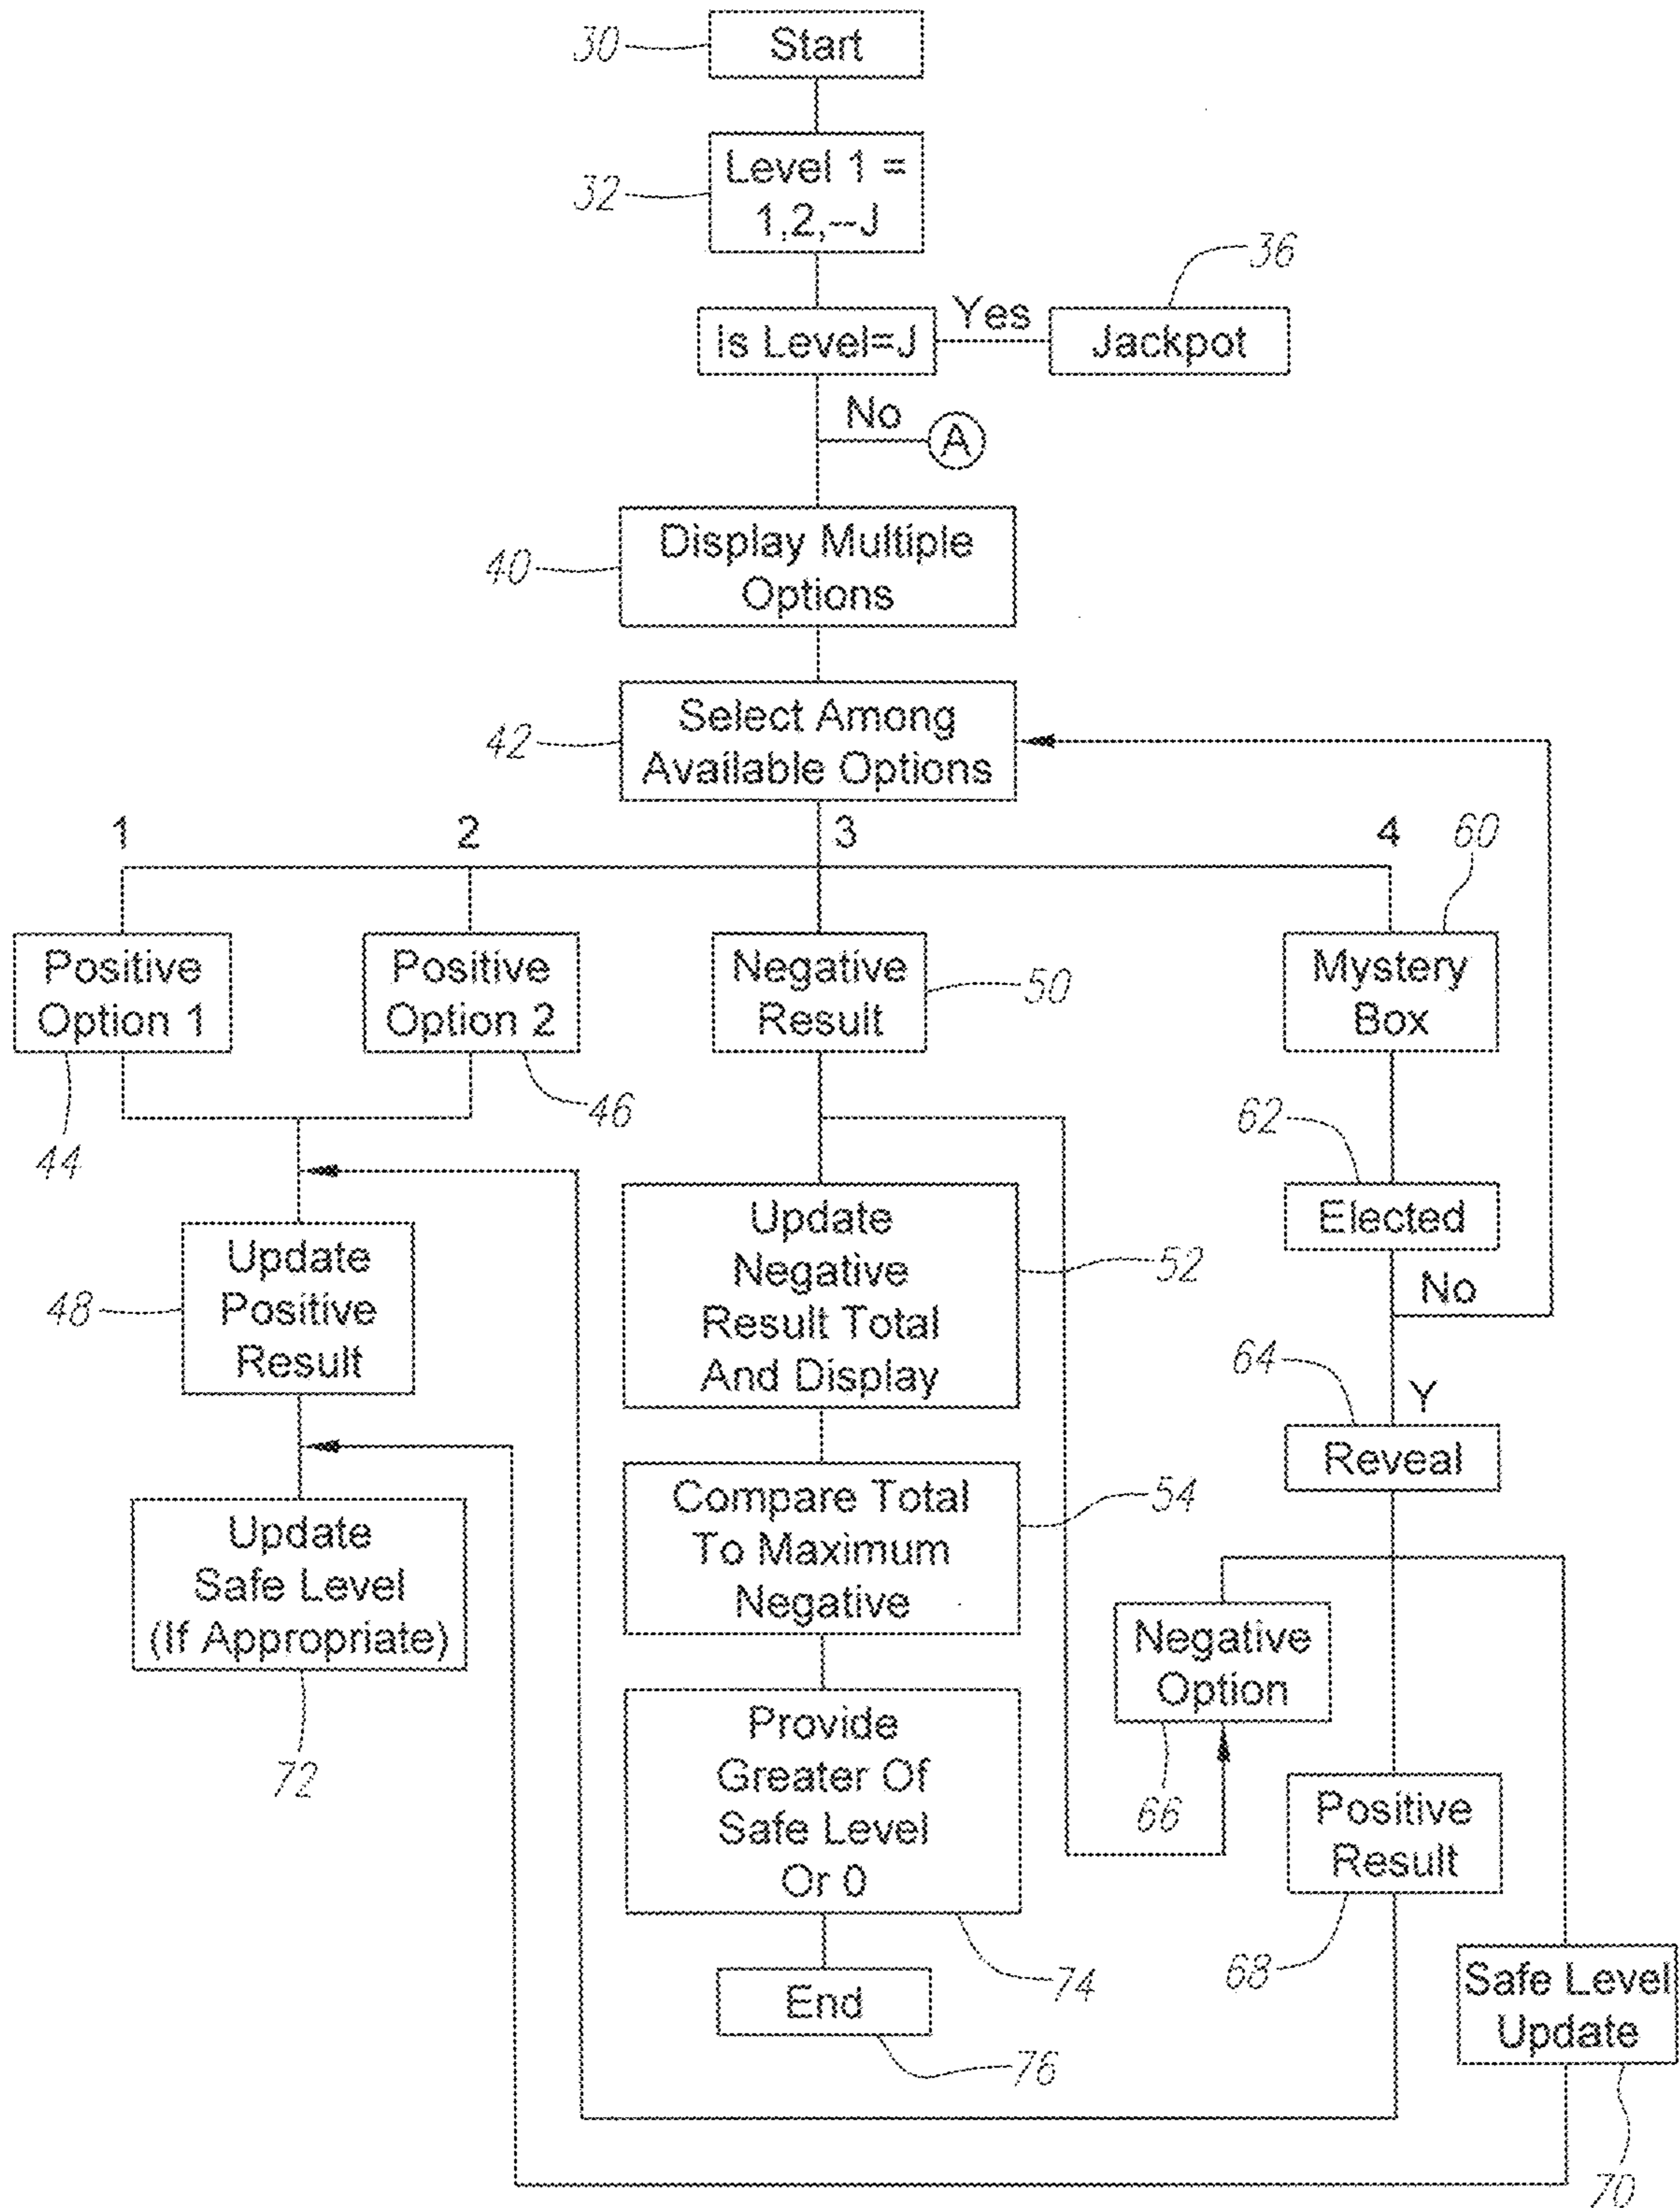 30
Start
32
Level 1 =
1,2,--J
36
Is Level=J
Yes
Jackpot
No
A
40
Display Multiple
Options
42
Select Among
Available Options
1
2
3
4
60
Positive
Option 1
44
Positive
Option 2
46
Negative
Result
50
Mystery
Box
62
Elected
No
48
Update
Positive
Result
Update
Negative
Result Total
And Display
52
64
Y
Reveal
Update
Safe Level
(If Appropriate)
72
Compare Total
To Maximum
Negative
54
Negative
Option
66
Provide
Greater Of
Safe Level
Or 0
74
Positive
Result
68
End
76
Safe Level
Update
70